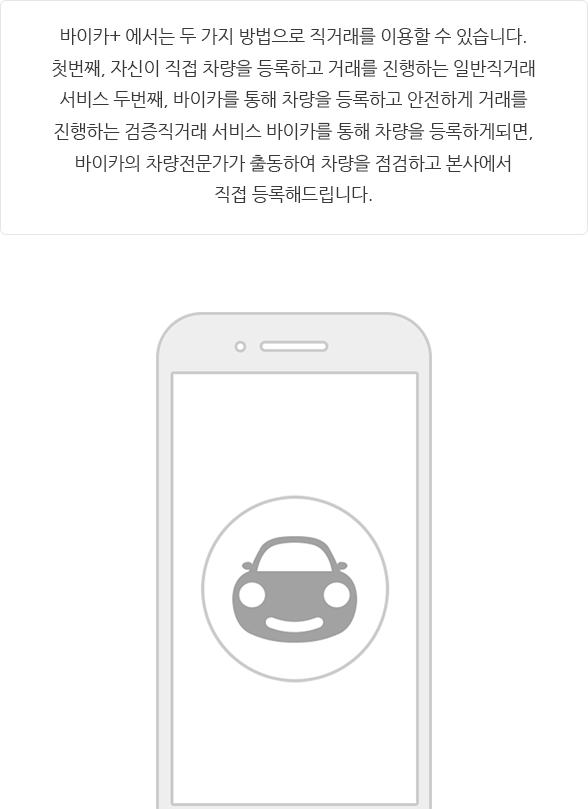 바이카+ 에서는 두 가지 방법으로 직거래를 이용할 수 있습니다.
첫번째, 자신이 직접 차량을 등록하고 거래를 진행하는 일반직거래
서비스 두번째, 바이카를 통해 차량을 등록하고 안전하게 거래를
진행하는 검증직거래 서비스 바이카를 통해 차량을 등록하게되면,
바이카의 차량전문가가 출동하여 차량을 점검하고 본사에서
직접 등록해드립니다.